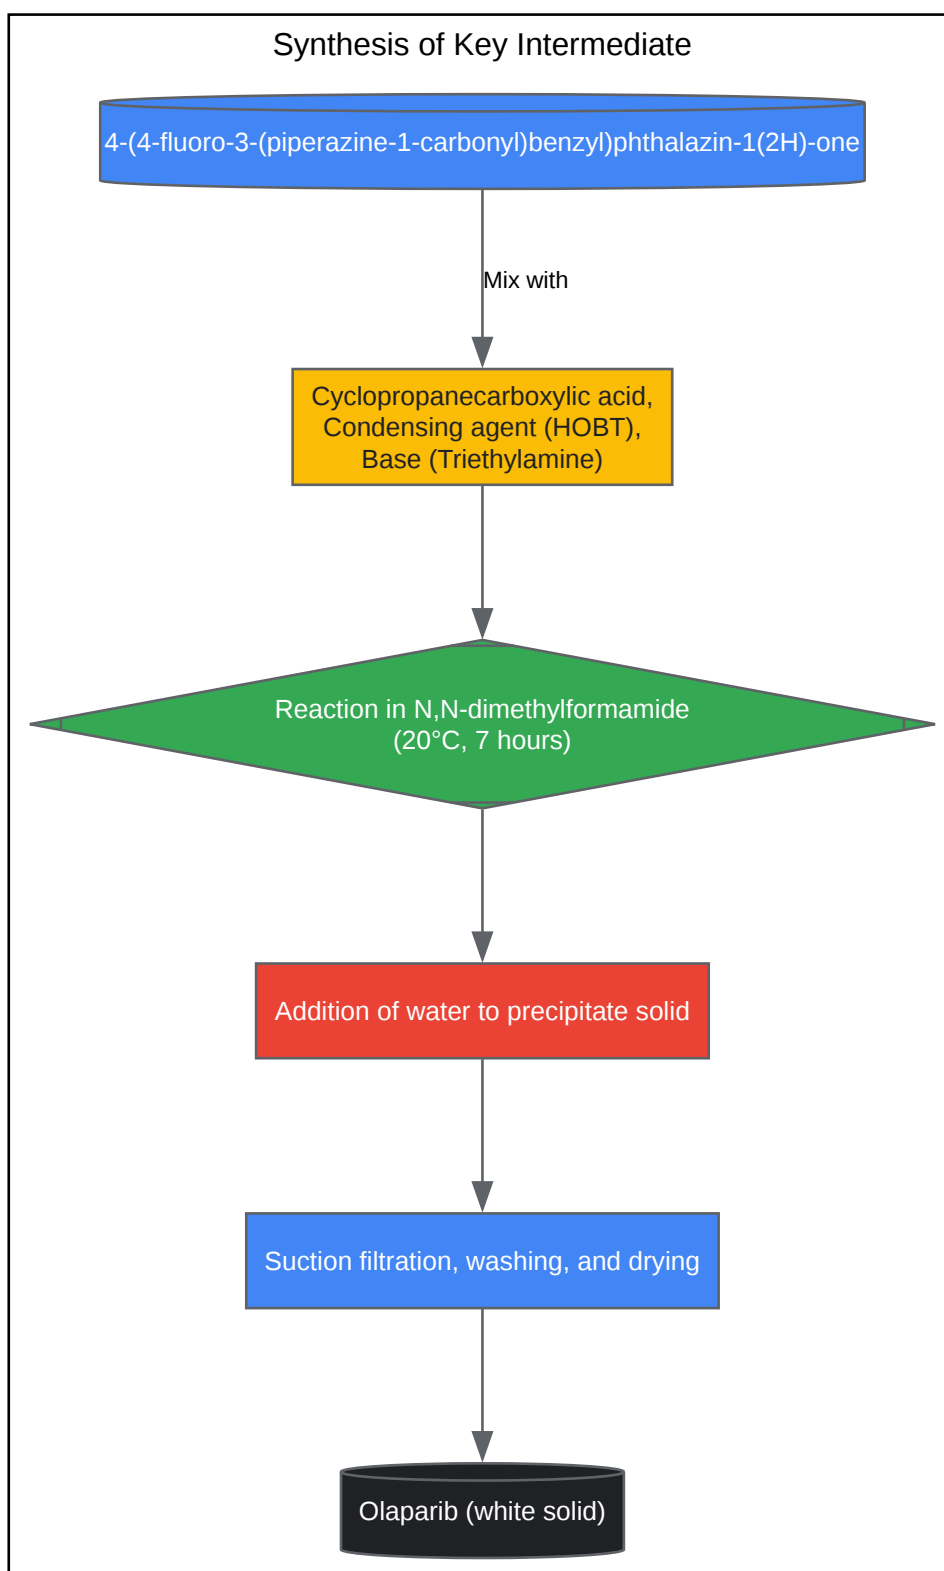 Synthesis of Key Intermediate
4-(4-fluoro-3-(piperazine-1-carbonyl)benzyl)phthalazin-1(2H)-one
Mix with
Cyclopropanecarboxylic acid,
Condensing agent (HOBT),
Base (Triethylamine)
Reaction in N,N-dimethylformamide
(20°C, 7 hours)
Addition of water to precipitate solid
Suction filtration, washing, and drying
Olaparib (white solid)